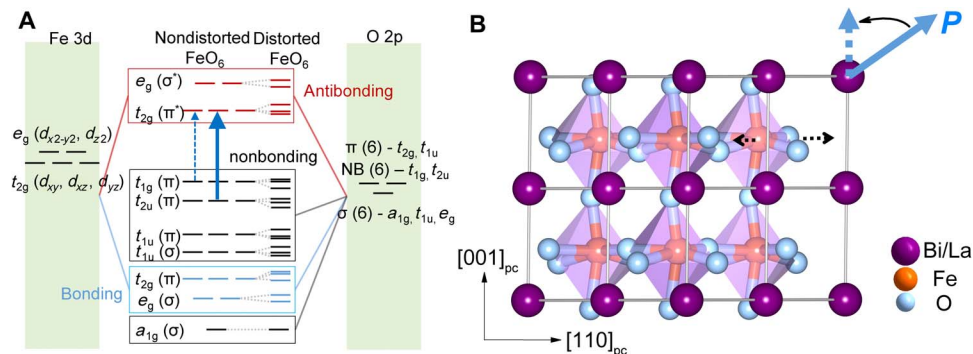 A
Fe 3d
Nondistorted Distorted
FeO6 FeO6
O 2p
eg (σ*)
t2g (π*)
Antibonding
eg (dx2-y2, dz2)
t2g (dxy, dxz, dyz)
nonbonding
t1g (π)
t2u (π)
t1u (π)
t1u (σ)
π (6) - t2g, t1u
NB (6) – t1g, t2u
σ (6) - a1g, t1u, eg
Bonding
t2g (π)
eg (σ)
a1g (σ)
B
P
[001]pc
[110]pc
Bi/La
Fe
O